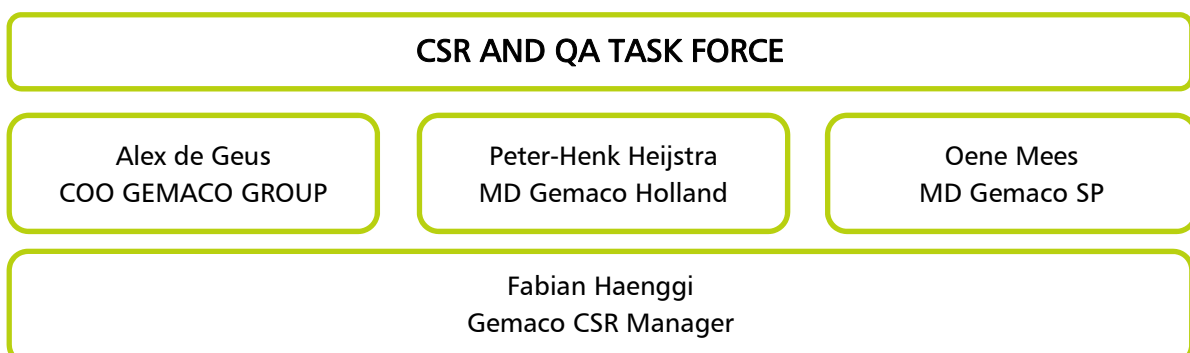 CSR AND QA TASK FORCE
Alex de Geus
COO GEMACO GROUP
Peter-Henk Heijstra
MD Gemaco Holland
Oene Mees
MD Gemaco SP
Fabian Haenggi
Gemaco CSR Manager